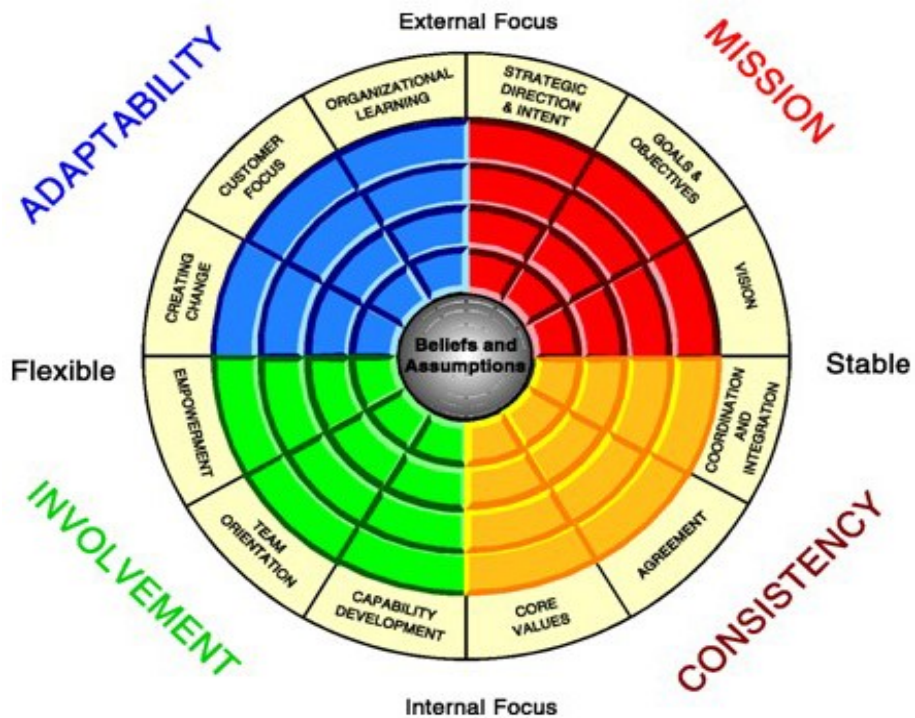 External Focus
ADAPTABILITY
MISSION
ORGANIZATIONAL
LEARNING
STRATEGIC
DIRECTION
& INTENT
CUSTOMER
FOCUS
GOALS &
OBJECTIVES
CREATING
CHANGE
VISION
Flexible
Beliefs and
Assumptions
Stable
EMPOWERMENT
COORDINATION
AND
INTEGRATION
TEAM
ORIENTATION
AGREEMENT
CAPABILITY
DEVELOPMENT
CORE
VALUES
INVOLVEMENT
CONSISTENCY
Internal Focus